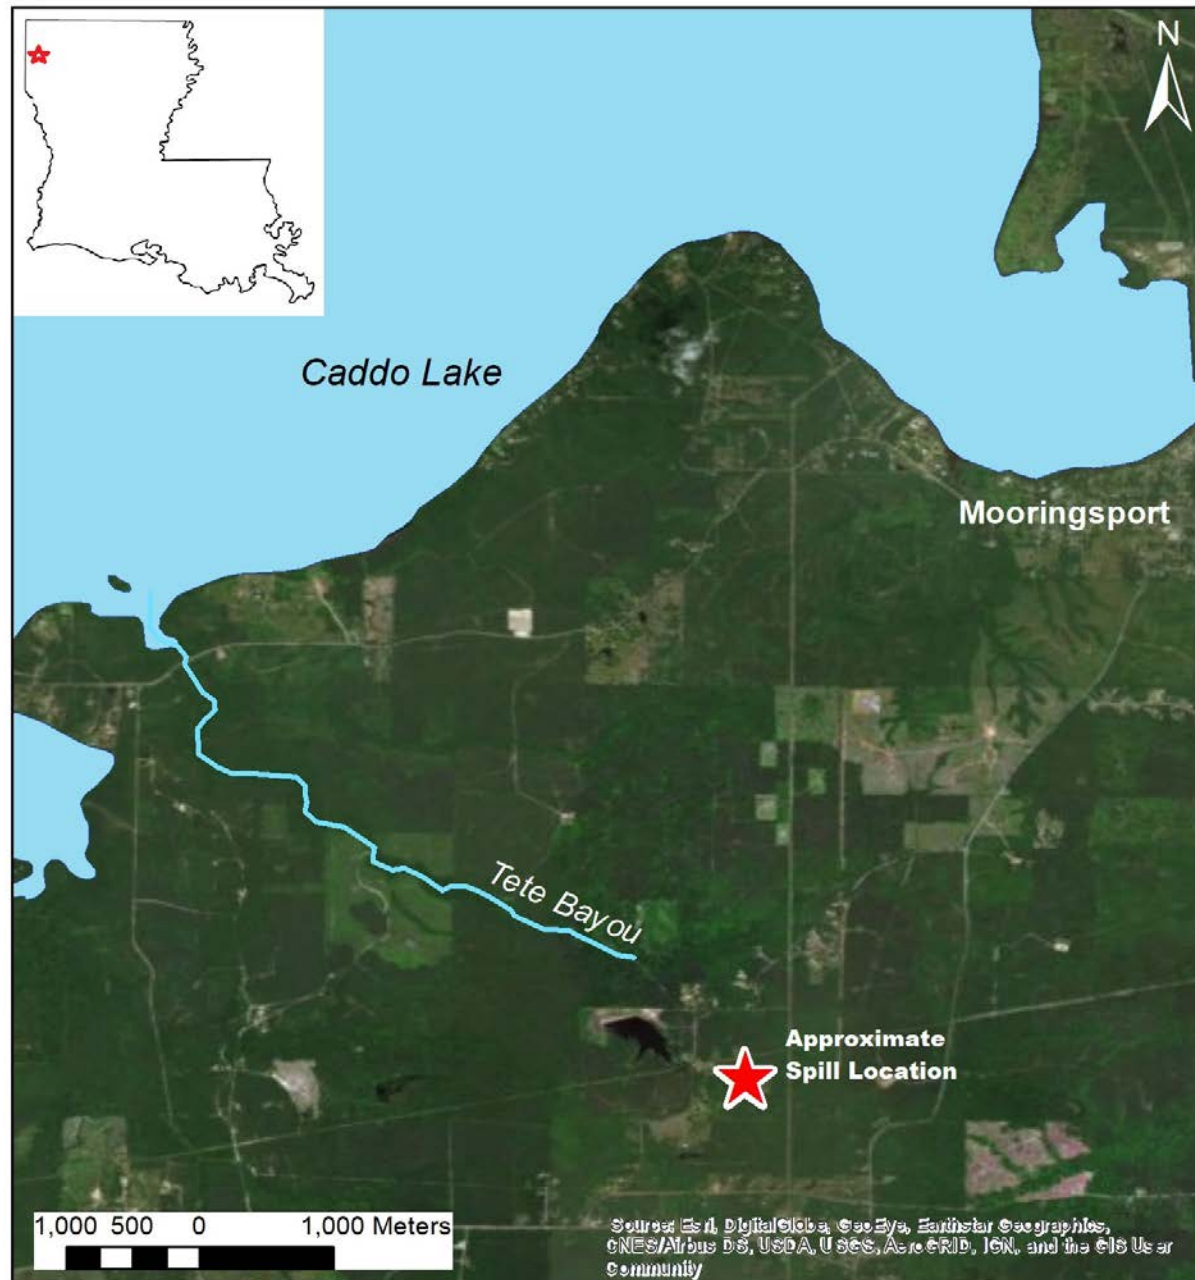 N
Caddo Lake
Mooringsport
Tete Bayou
Approximate
Spill Location
1,000 500 0 1,000 Meters
Source: Esri, DigitalGlobe, GeoEye, Earthstar Geographics,
CNES/Airbus DS, USDA, USGS, AeroGRID, IGN, and the GIS User
Community